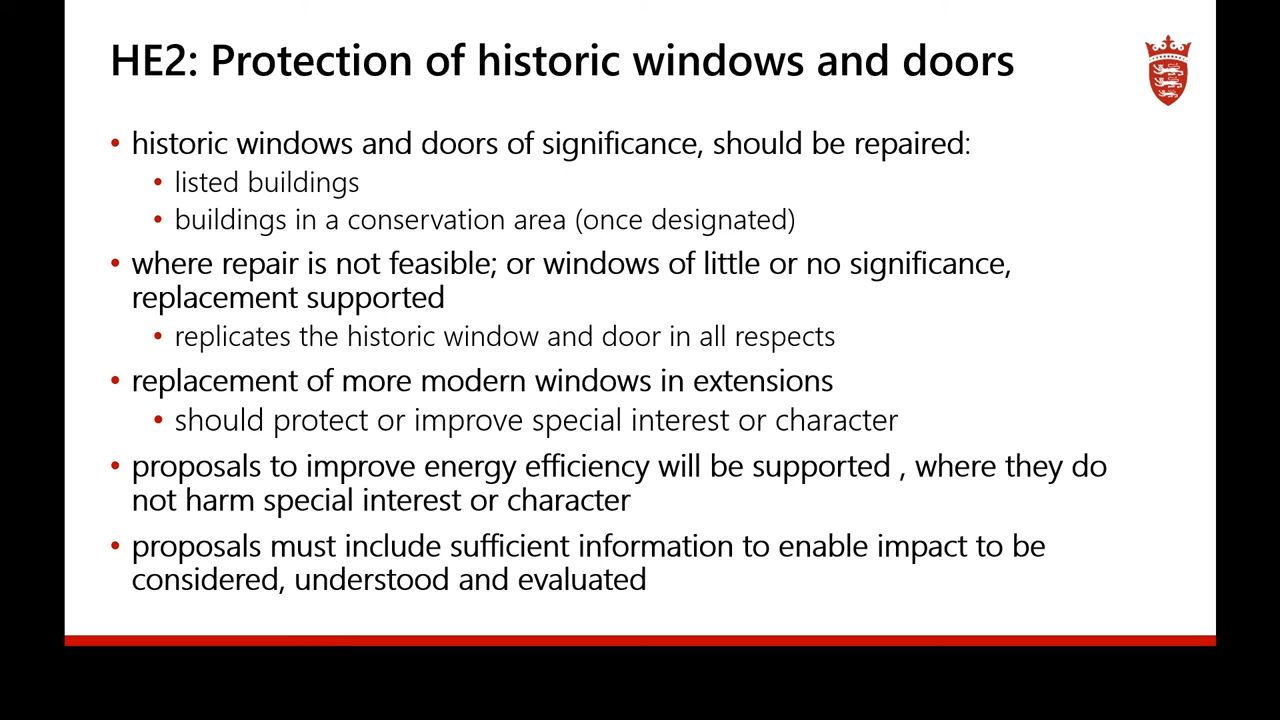 HE2: Protection of historic windows and doors
• historic windows and doors of significance, should be repaired:
• listed buildings
• buildings in a conservation area (once designated)
• where repair is not feasible; or windows of little or no significance,
replacement supported
• replicates the historic window and door in all respects
• replacement of more modern windows in extensions
• should protect or improve special interest or character
• proposals to improve energy efficiency will be supported , where they do
not harm special interest or character
• proposals must include sufficient information to enable impact to be
considered, understood and evaluated